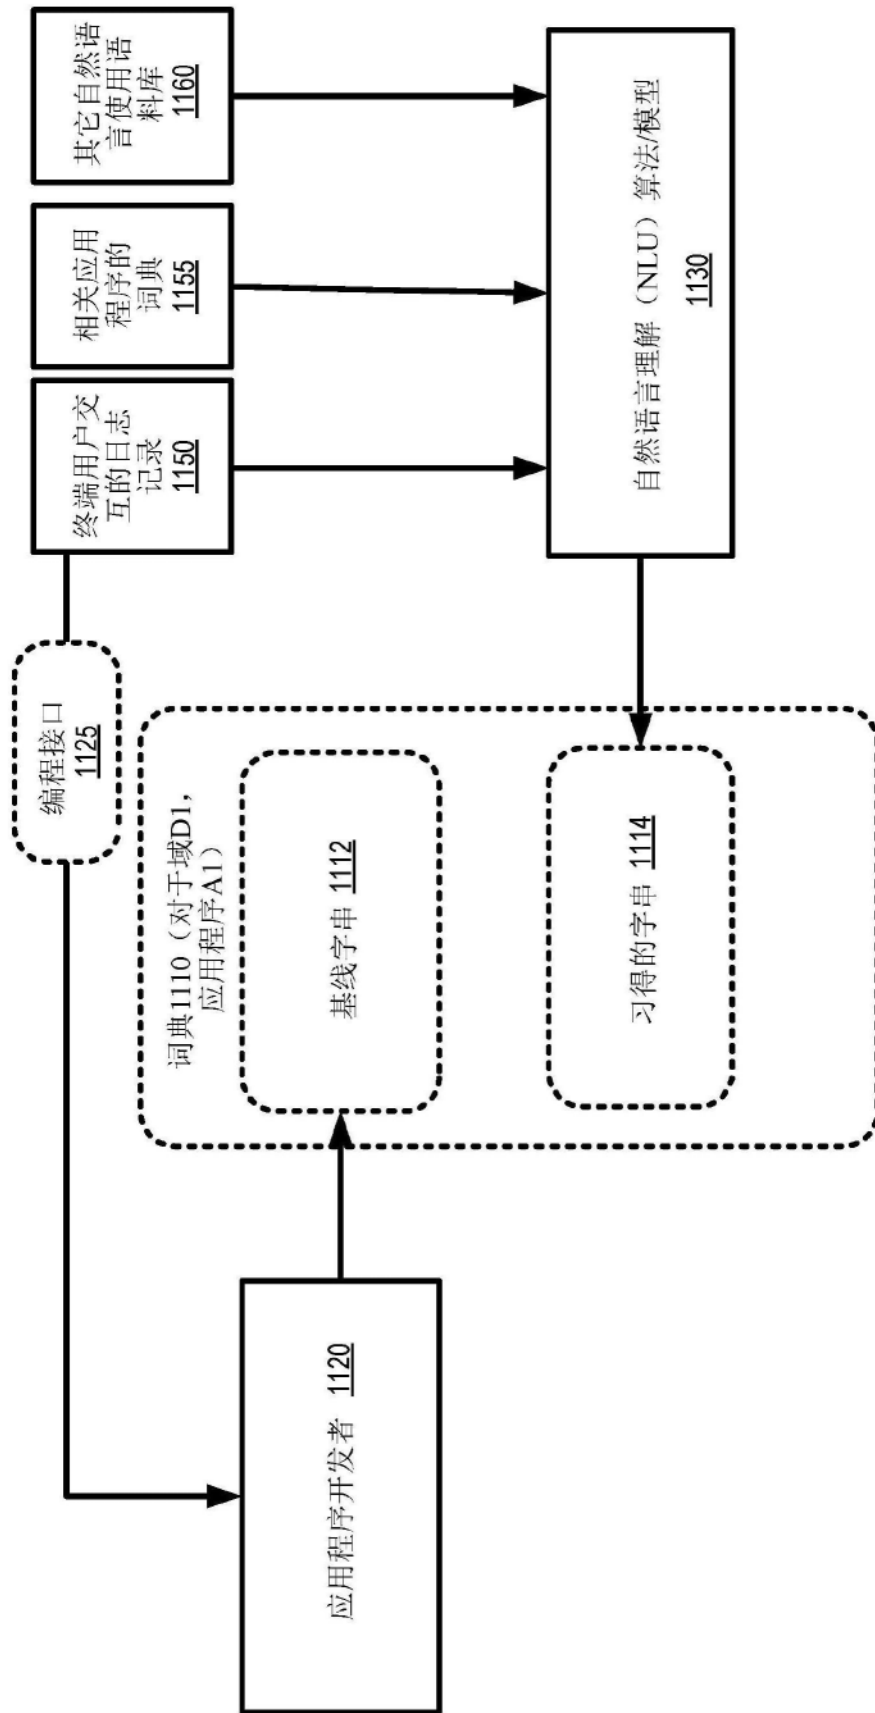 编程接口
1125
终端用户交
互的日志
记录
1150
相关应用
程序的
词典
1155
其它自然语
言使用语
料库
1160
词典1110（对于域D1，
应用程序A1）
应用程序开发者 1120
基线字串 1112
习得的字串 1114
自然语言理解（NLU）算法/模型
1130